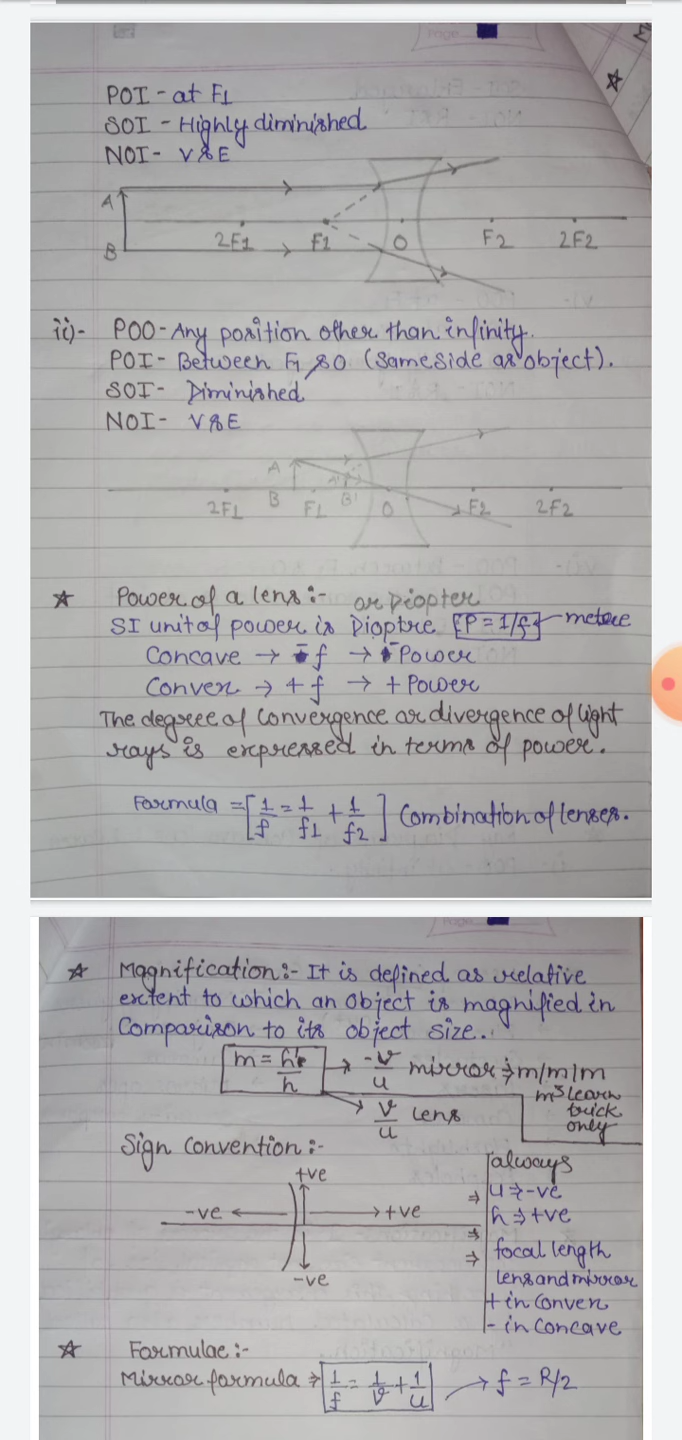 POI - at F1
SOI - Highly diminished
NOI - V & E
A
B
2F1
F1
O
F2
2F2
ii)- POO - Any position other than infinity.
POI - Between F1 & O (Same side as object).
SOI - Diminished
NOI - V & E
A
B
A'
B'
2F1
F1
O
F2
2F2
☆ Power of a lens :- or Diopter
SI unit of power is Dioptre [P = 1/f] metere
Concave → - f → - Power
Convex → + f → + Power
The degree of convergence or divergence of light
rays is expressed in terms of power.
Formula = [1/f = 1/f1 + 1/f2] Combination of lenses.
☆ Magnification :- It is defined as relative
extent to which an object is magnified in
Comparison to its object size.
m = h'/h → -v/u mirror ⇒ m/m/m
→ v/u lens
m³ learn
trick
only
Sign Convention :-
+ve
-ve
+ve
-ve
always
⇒ u ⇒ -ve
h ⇒ +ve
⇒
⇒ focal length
lens and mirror
+ in Convex
- in Concave
☆ Formulae :-
Mirror formula ⇒ 1/f = 1/v + 1/u → f = R/2